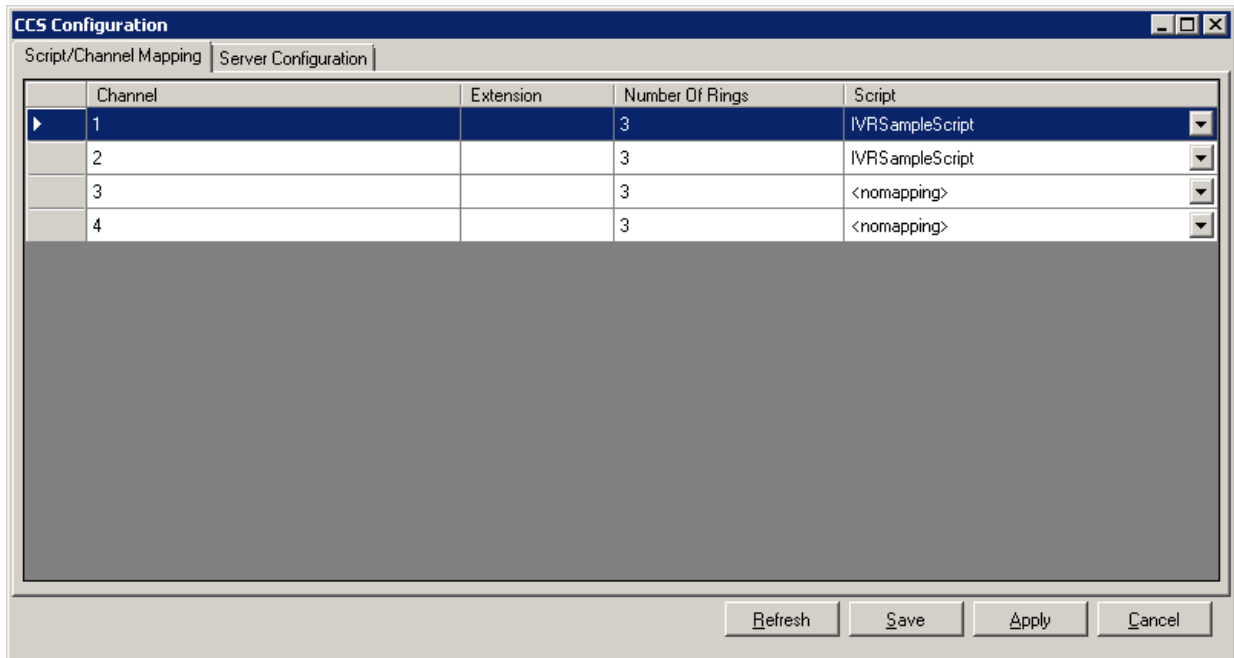 CCS Configuration
Script/Channel Mapping Server Configuration
Channel Extension Number Of Rings Script
1 3 IVRSampleScript
2 3 IVRSampleScript
3 3 <nomapping>
4 3 <nomapping>
Refresh Save Apply Cancel